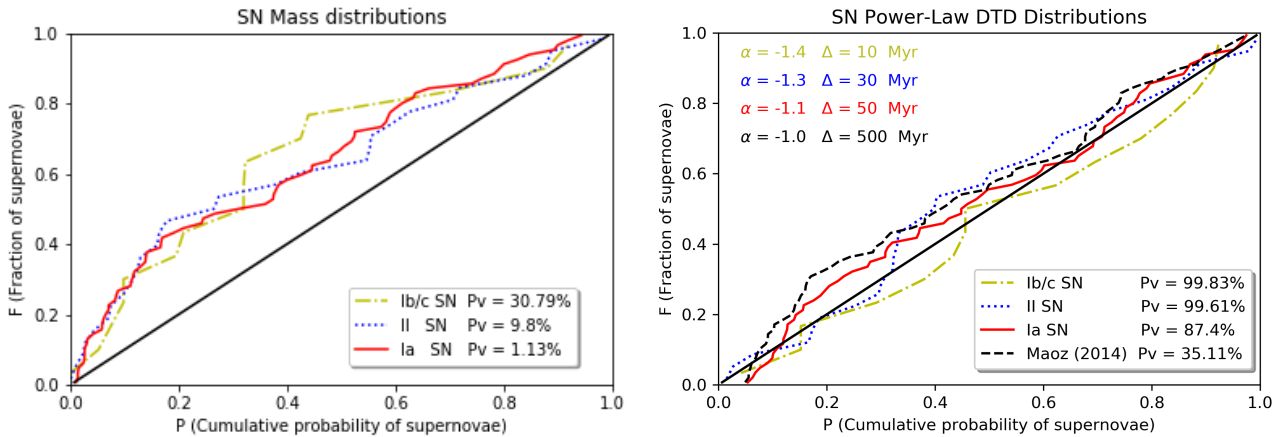 SN Mass distributions
1.0
0.8
0.6
0.4
0.2
0.0
F (Fraction of supernovae)
Ib/c SN Pv = 30.79%
II SN Pv = 9.8%
Ia SN Pv = 1.13%
0.0 0.2 0.4 0.6 0.8 1.0
P (Cumulative probability of supernovae)
SN Power-Law DTD Distributions
1.0
0.8
0.6
0.4
0.2
0.0
F (Fraction of supernovae)
α = -1.4 Δ = 10 Myr
α = -1.3 Δ = 30 Myr
α = -1.1 Δ = 50 Myr
α = -1.0 Δ = 500 Myr
Ib/c SN Pv = 99.83%
II SN Pv = 99.61%
Ia SN Pv = 87.4%
Maoz (2014) Pv = 35.11%
0.0 0.2 0.4 0.6 0.8 1.0
P (Cumulative probability of supernovae)